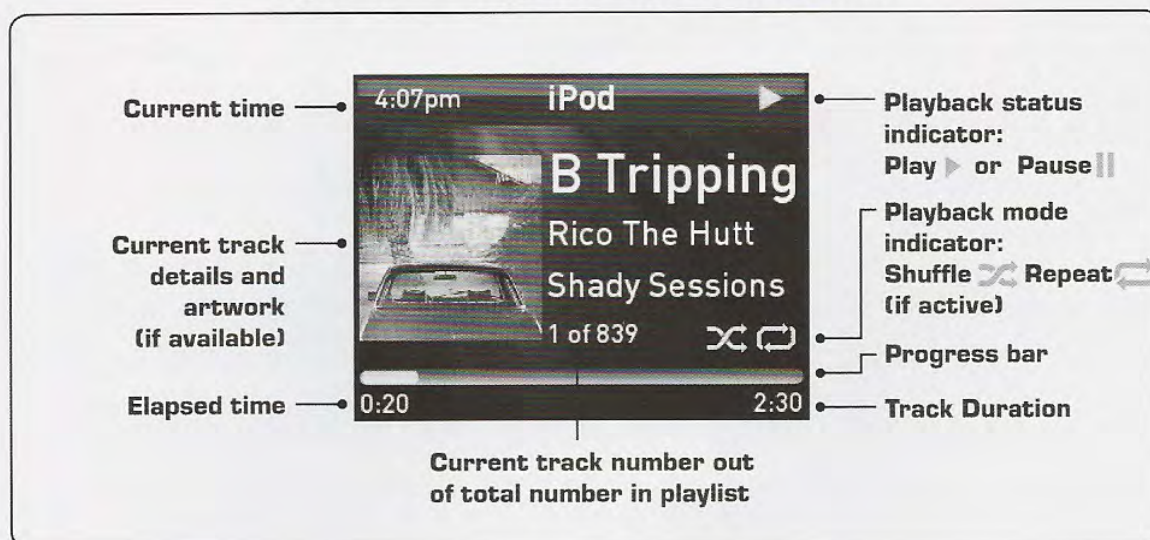 Current time
4:07pm iPod
Playback status
indicator:
Play or Pause
B Tripping
Rico The Hutt
Shady Sessions
1 of 839
Current track
details and
artwork
(if available)
Playback mode
indicator:
Shuffle Repeat
(if active)
Progress bar
Elapsed time
0:20 2:30
Track Duration
Current track number out
of total number in playlist